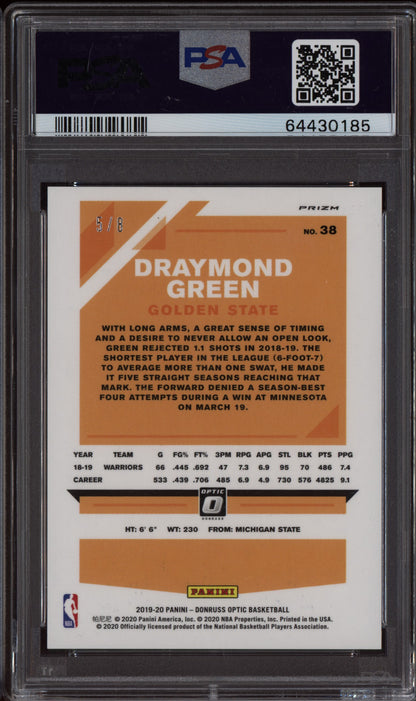 PSA
64430185
5/8
PRIZM
NO. 38
DRAYMOND
GREEN
GOLDEN STATE
WITH LONG ARMS, A GREAT SENSE OF TIMING
AND A DESIRE TO NEVER ALLOW AN OPEN LOOK,
GREEN REJECTED 1.1 SHOTS IN 2018-19. THE
SHORTEST PLAYER IN THE LEAGUE (6-FOOT-7)
TO AVERAGE MORE THAN ONE SWAT, HE MADE
IT FIVE STRAIGHT SEASONS REACHING THAT
MARK. THE FORWARD DENIED A SEASON-BEST
FOUR ATTEMPTS DURING A WIN AT MINNESOTA
ON MARCH 19.
YEAR TEAM G FG% FT% 3PM RPG APG STL BLK PTS PPG
18-19 WARRIORS 66 .445 .692 47 7.3 6.9 95 70 486 7.4
CAREER 533 .439 .706 485 6.9 4.9 730 576 4825 9.1
OPTIC
DONRUSS
HT: 6' 6" WT: 230 FROM: MICHIGAN STATE
PANINI
2019-20 PANINI – DONRUSS OPTIC BASKETBALL
帕尼尼 © 2020 Panini America, Inc. © 2020 NBA Properties, Inc. Printed in the USA.
© 2020 Officially licensed product of the National Basketball Players Association.